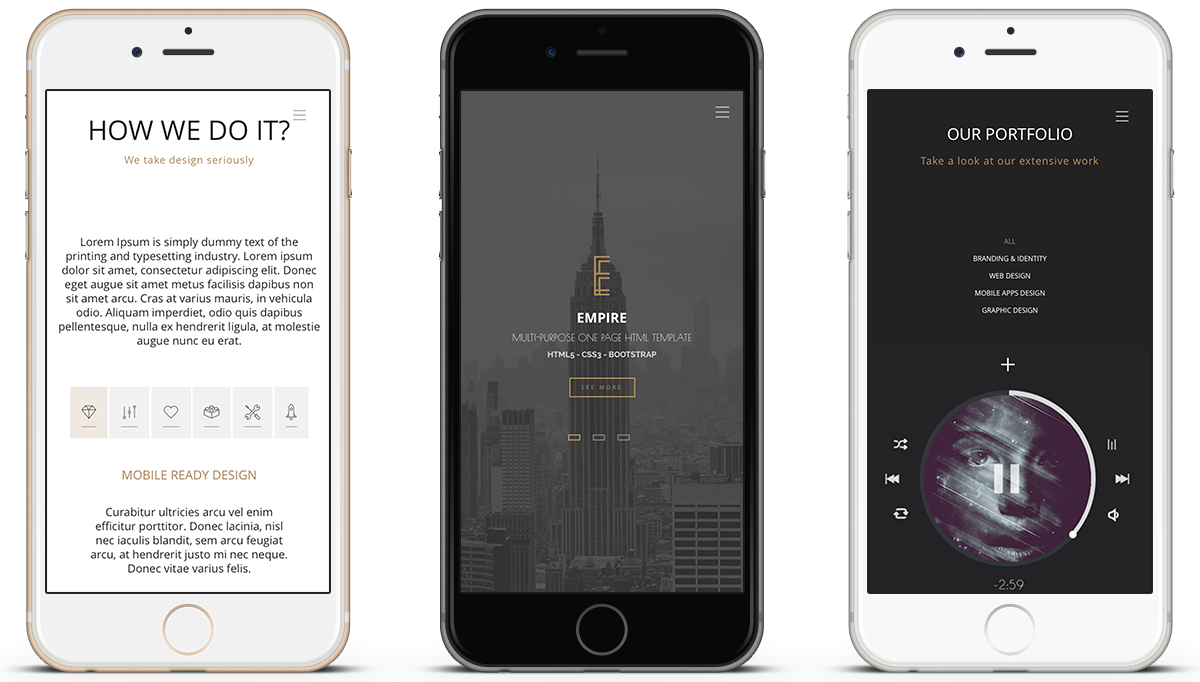 HOW WE DO IT?
We take design seriously
Lorem Ipsum is simply dummy text of the
printing and typesetting industry. Lorem ipsum
dolor sit amet, consectetur adipiscing elit. Donec
eget augue sit amet metus facilisis dapibus non
sit amet arcu. Cras at varius mauris, in vehicula
odio. Aliquam imperdiet, odio quis dapibus
pellentesque, nulla ex hendrerit ligula, at molestie
augue nunc eu erat.
MOBILE READY DESIGN
Curabitur ultricies arcu vel enim
efficitur porttitor. Donec lacinia, nisl
nec iaculis blandit, sem arcu feugiat
arcu, at hendrerit justo mi nec neque.
Donec vitae varius felis.
EMPIRE
MULTI-PURPOSE ONE PAGE HTML TEMPLATE
HTML5 - CSS3 - BOOTSTRAP
SEE MORE
OUR PORTFOLIO
Take a look at our extensive work
ALL
BRANDING & IDENTITY
WEB DESIGN
MOBILE APPS DESIGN
GRAPHIC DESIGN
-2:59